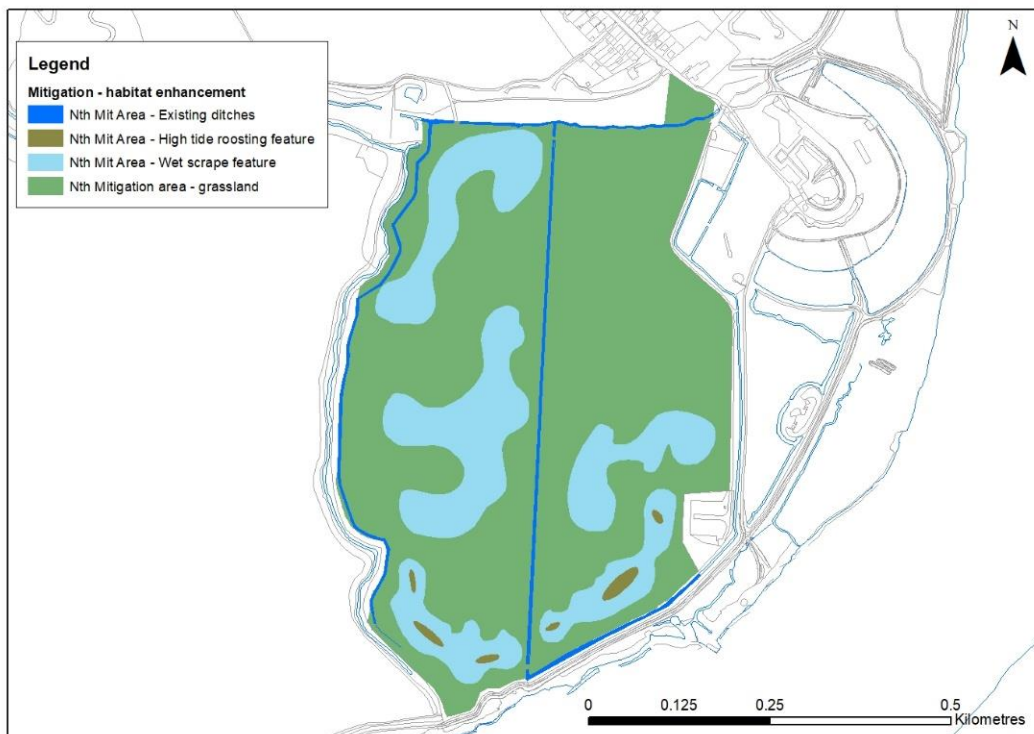 Legend
Mitigation - habitat enhancement
Nth Mit Area - Existing ditches
Nth Mit Area - High tide roosting feature
Nth Mit Area - Wet scrape feature
Nth Mitigation area - grassland
N
0 0.125 0.25 0.5
Kilometres